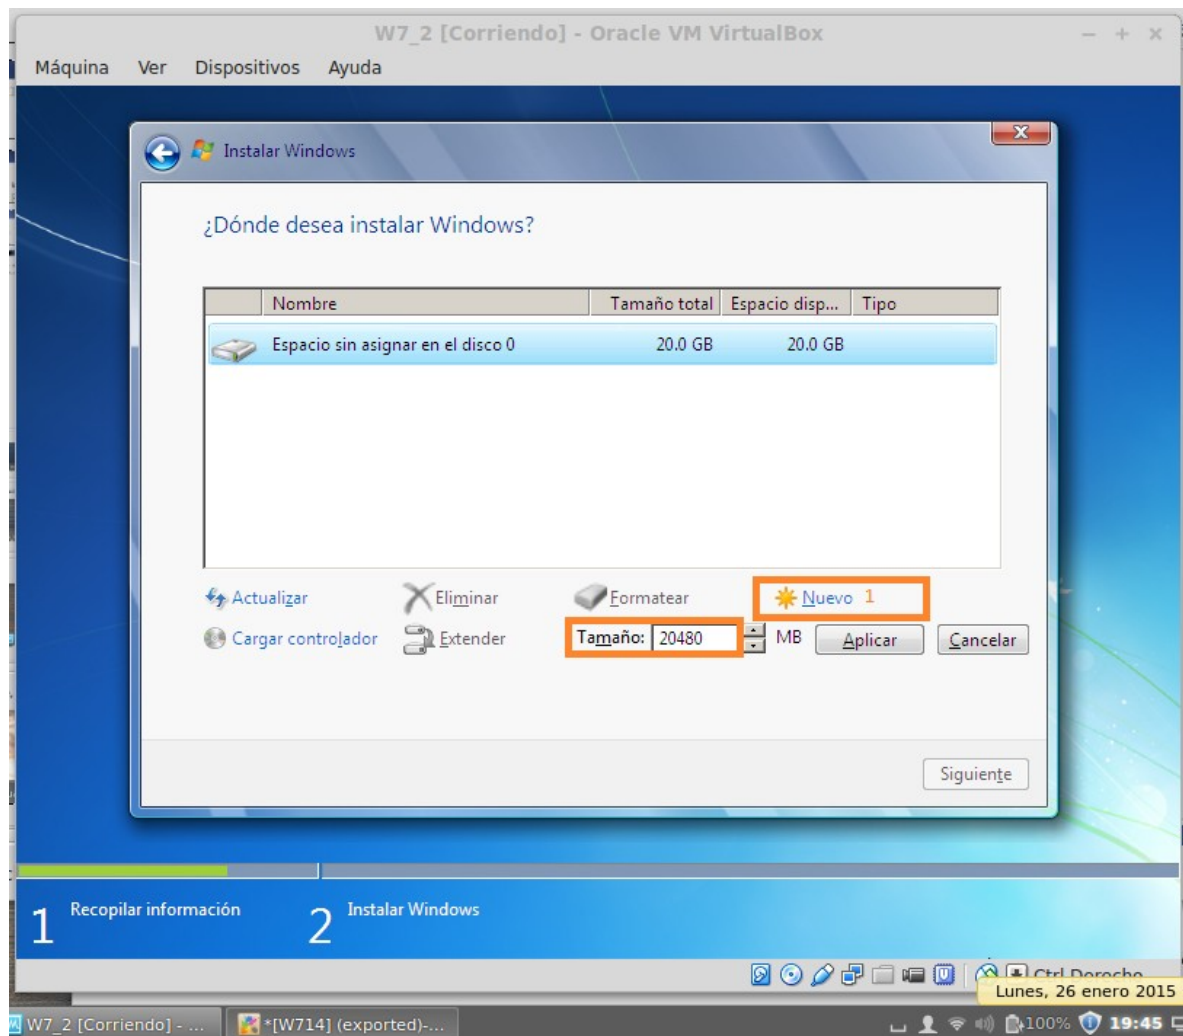 W7_2 [Corriendo] - Oracle VM VirtualBox
Máquina Ver Dispositivos Ayuda
Instalar Windows
¿Dónde desea instalar Windows?
Nombre Tamaño total Espacio disp... Tipo
Espacio sin asignar en el disco 0 20.0 GB 20.0 GB
Actualizar Eliminar Formatear Nuevo 1
Cargar controlador Extender Tamaño: 20480 MB Aplicar Cancelar
Siguiente
1 Recopilar información 2 Instalar Windows
Ctrl Derecho
Lunes, 26 enero 2015
W7_2 [Corriendo] - ... *[W714] (exported)-... 100% 19:45